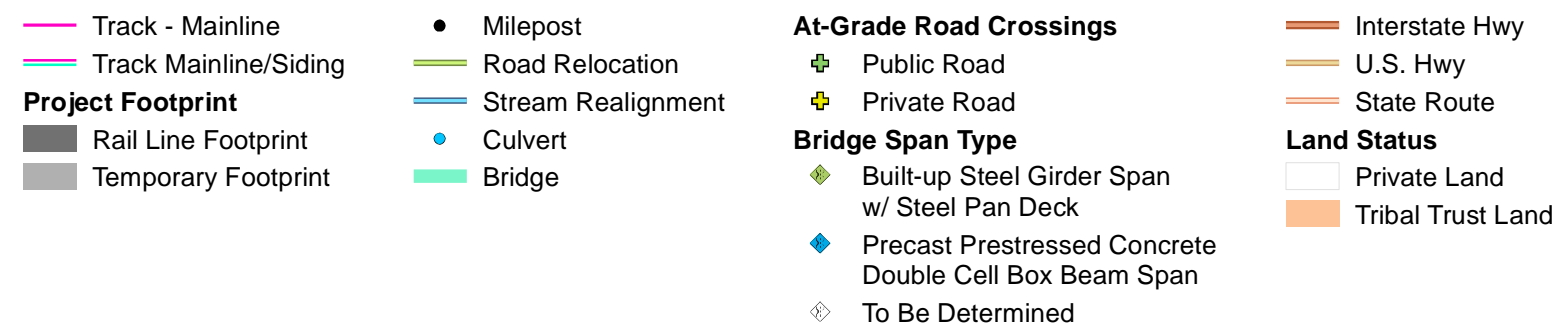 Track - Mainline
Track Mainline/Siding
Project Footprint
Rail Line Footprint
Temporary Footprint
Milepost
Road Relocation
Stream Realignment
Culvert
Bridge
At-Grade Road Crossings
Public Road
Private Road
Bridge Span Type
Built-up Steel Girder Span
w/ Steel Pan Deck
Precast Prestressed Concrete
Double Cell Box Beam Span
To Be Determined
Interstate Hwy
U.S. Hwy
State Route
Land Status
Private Land
Tribal Trust Land